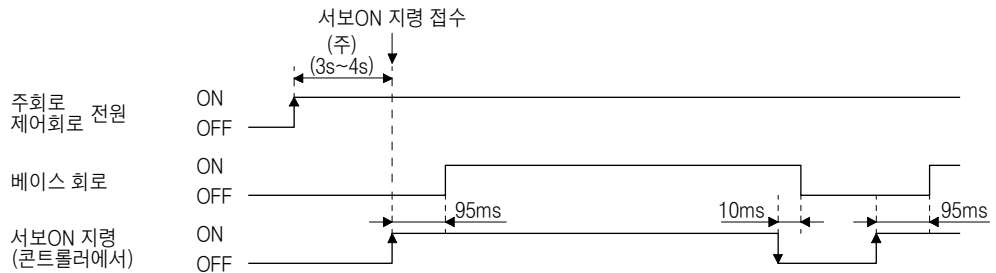 서보ON 지령 접수
(주)
(3s~4s)
주회로
제어회로 전원
ON
OFF
베이스 회로
ON
OFF
95ms
10ms
95ms
서보ON 지령
(콘트롤러에서)
ON
OFF